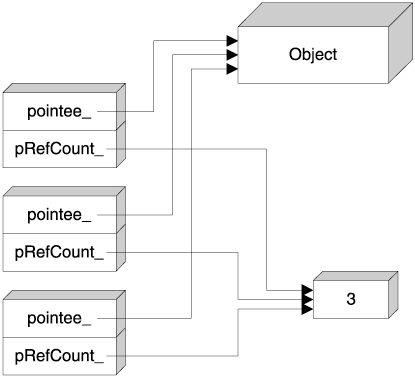 Object
pointee_
pRefCount_
pointee_
pRefCount_
3
pointee_
pRefCount_